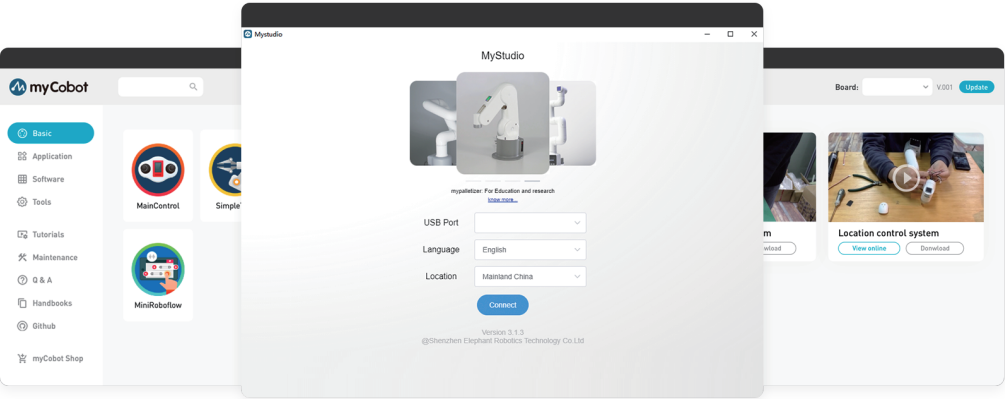 Mystudio
MyStudio
mypalletizer: For Education and research
know more...
USB Port
Language English
Location Mainland China
Connect
Version 3.1.3
@Shenzhen Elephant Robotics Technology Co.Ltd
myCobot
Board: V.001 Update
Basic
Application
Software
Tools
Tutorials
Maintenance
Q & A
Handbooks
Github
myCobot Shop
MainControl
Simple
MiniRoboflow
m
wload
Location control system
View online Donwload